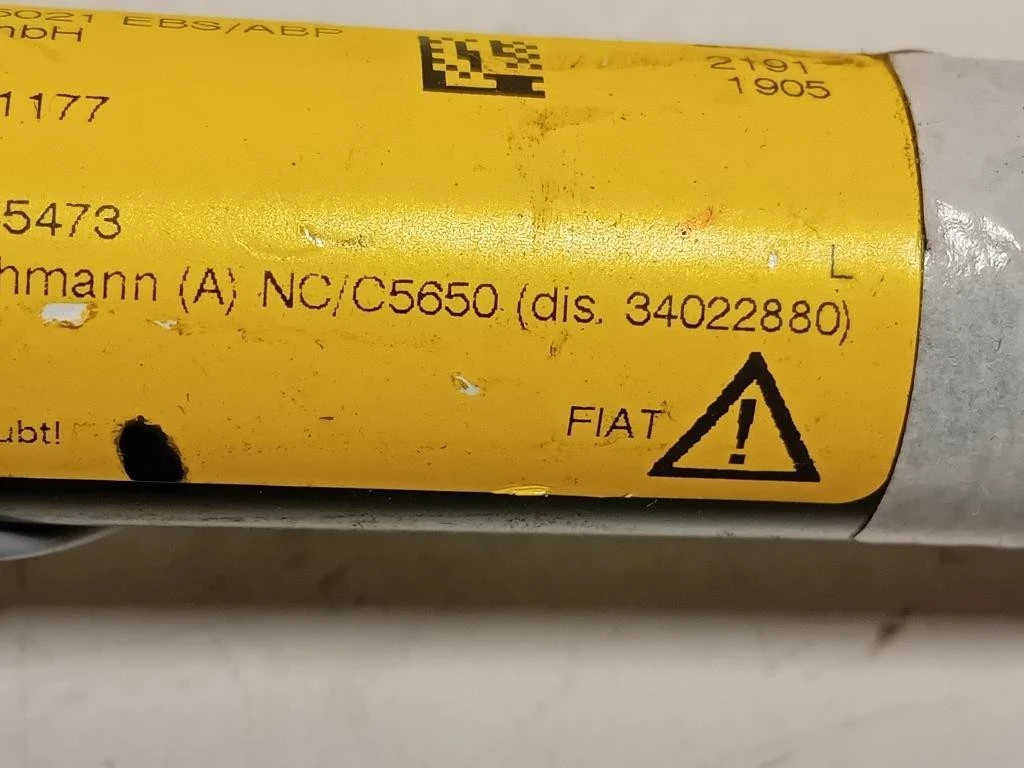 6021 EBS/ABP
mbH
2191
1905
1177
5473
L
hmann (A) NC/C5650 (dis. 34022880)
FIAT
ubt!